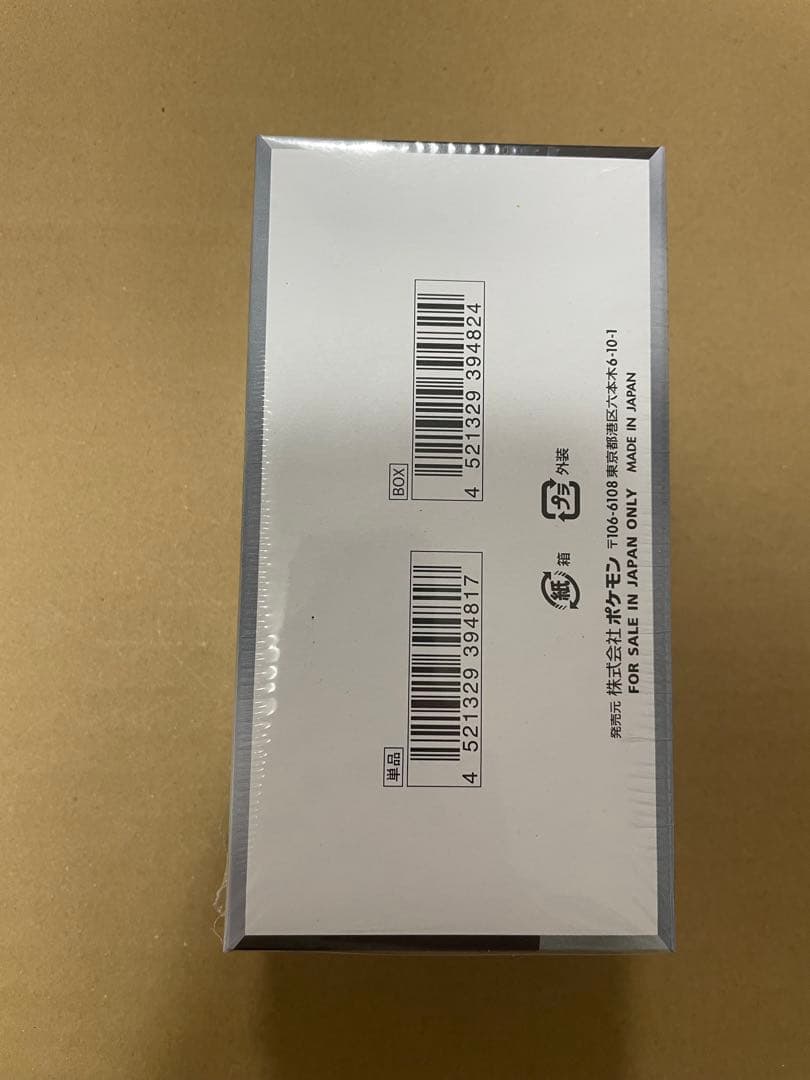 単品
4 521329 394817
BOX
4 521329 394824
紙 箱 プラ 外装
発売元 株式会社 ポケモン 〒106-6108 東京都港区六本木6-10-1
FOR SALE IN JAPAN ONLY MADE IN JAPAN